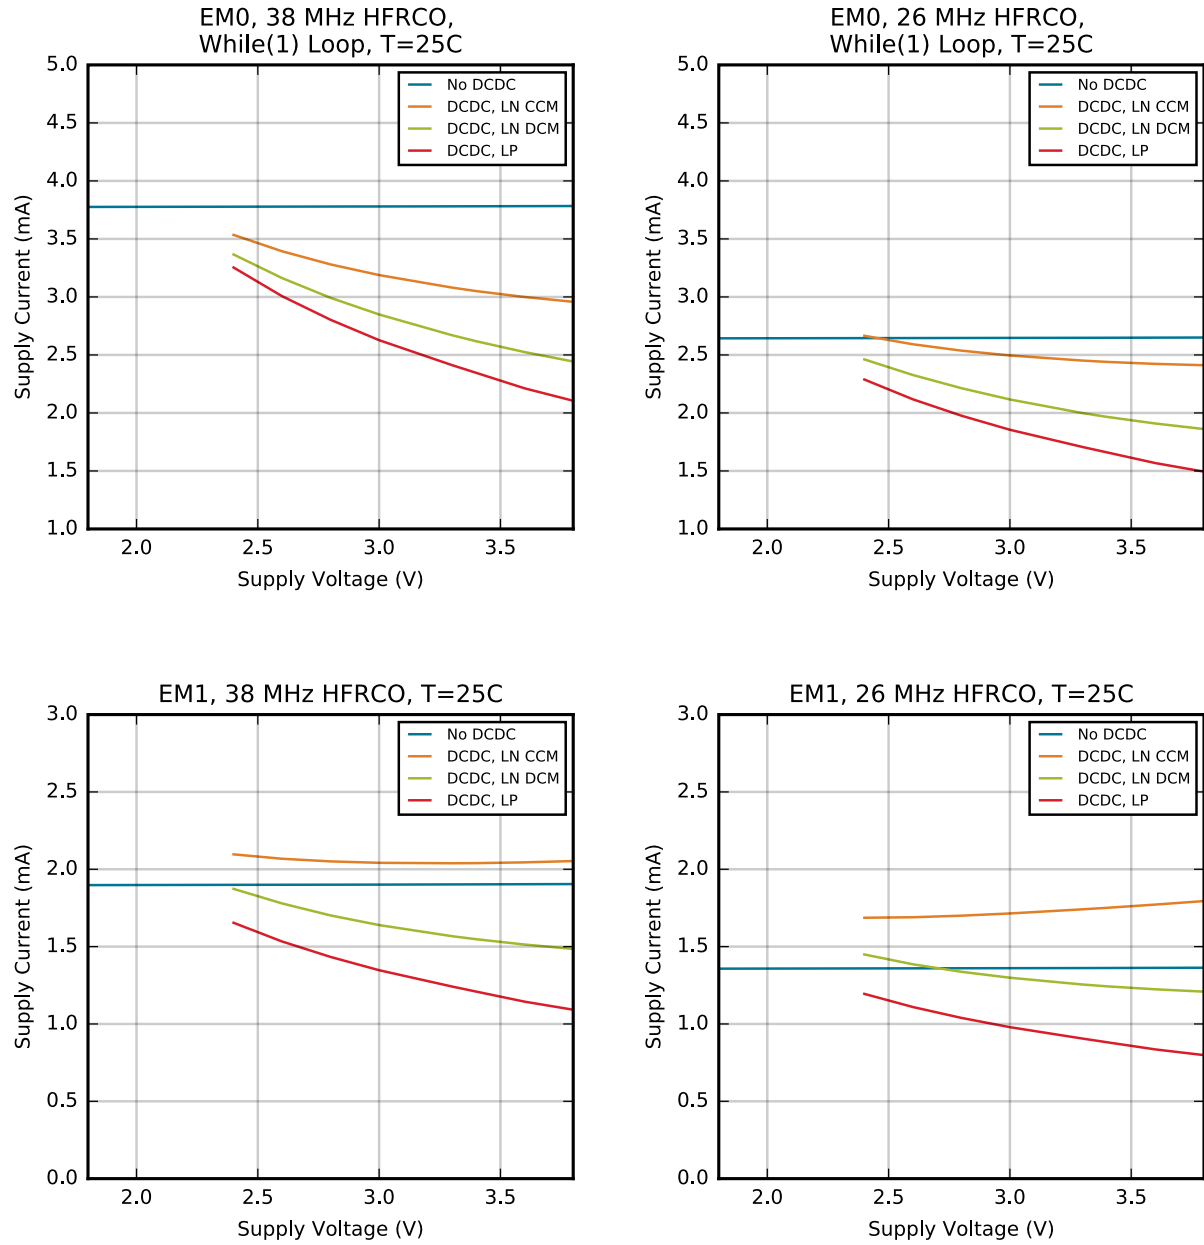 EM0, 38 MHz HFRCO,
While(1) Loop, T=25C
5.0
4.5
4.0
3.5
3.0
2.5
2.0
1.5
1.0
Supply Current (mA)
No DCDC
DCDC, LN CCM
DCDC, LN DCM
DCDC, LP
2.0 2.5 3.0 3.5
Supply Voltage (V)
EM0, 26 MHz HFRCO,
While(1) Loop, T=25C
5.0
4.5
4.0
3.5
3.0
2.5
2.0
1.5
1.0
Supply Current (mA)
No DCDC
DCDC, LN CCM
DCDC, LN DCM
DCDC, LP
2.0 2.5 3.0 3.5
Supply Voltage (V)
EM1, 38 MHz HFRCO, T=25C
3.0
2.5
2.0
1.5
1.0
0.5
0.0
Supply Current (mA)
No DCDC
DCDC, LN CCM
DCDC, LN DCM
DCDC, LP
2.0 2.5 3.0 3.5
Supply Voltage (V)
EM1, 26 MHz HFRCO, T=25C
3.0
2.5
2.0
1.5
1.0
0.5
0.0
Supply Current (mA)
No DCDC
DCDC, LN CCM
DCDC, LN DCM
DCDC, LP
2.0 2.5 3.0 3.5
Supply Voltage (V)